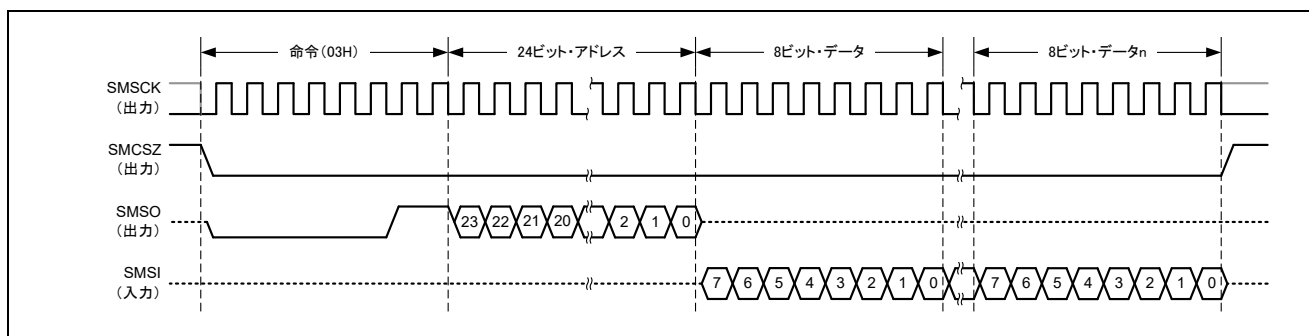 命令(03H) 24ビット・アドレス 8ビット・データ 8ビット・データn
SMSCK
(出力)
SMCSZ
(出力)
SMSO
(出力)
23 22 21 20 2 1 0
SMSI
(入力)
7 6 5 4 3 2 1 0 7 6 5 4 3 2 1 0